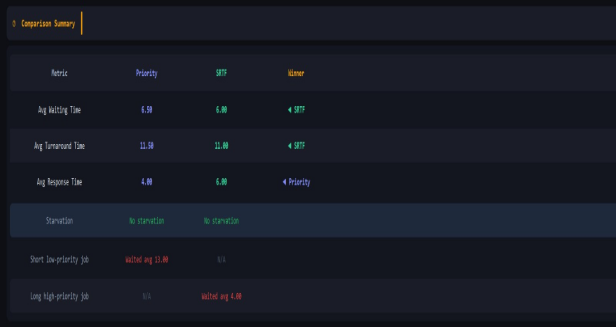 Comparison Summary
Metric Priority SRTF Winner
Avg Waiting Time 6.50 6.00 ◄ SRTF
Avg Turnaround Time 11.50 11.00 ◄ SRTF
Avg Response Time 4.00 6.00 ◄ Priority
Starvation No starvation No starvation
Short low-priority job Waited avg 13.00 N/A
Long high-priority job N/A Waited avg 4.00